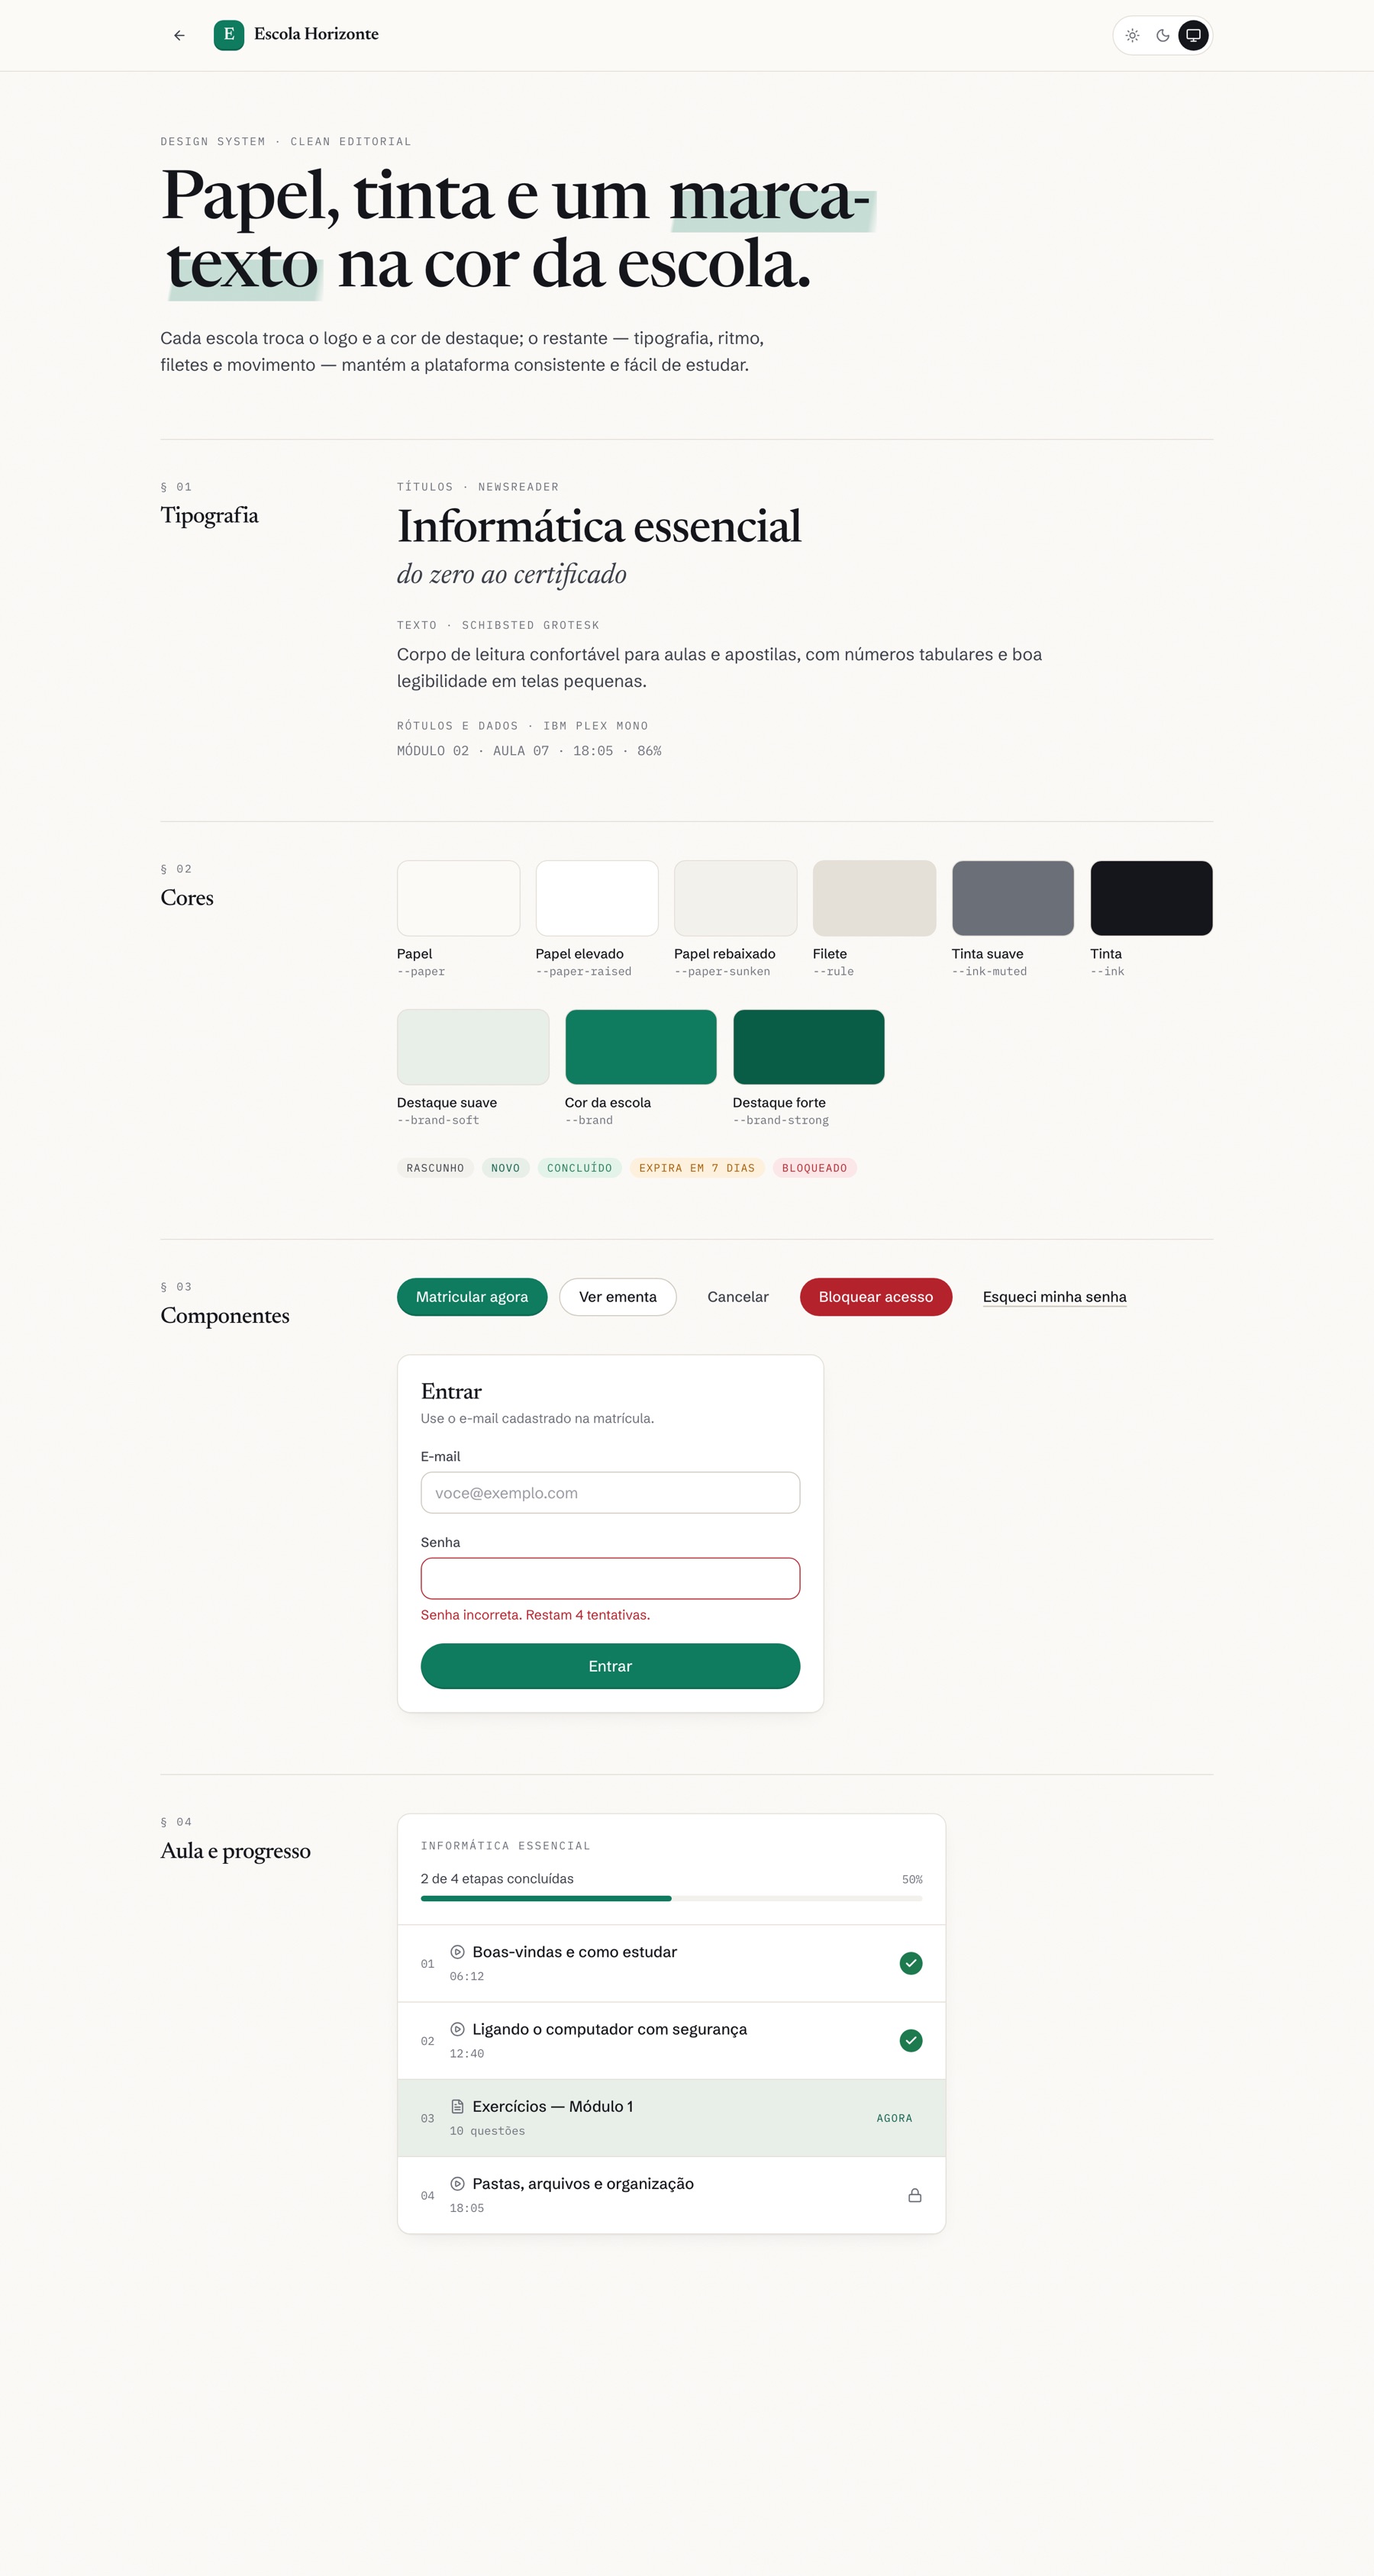 E Escola Horizonte
DESIGN SYSTEM · CLEAN EDITORIAL
Papel, tinta e um marca-
texto na cor da escola.
Cada escola troca o logo e a cor de destaque; o restante — tipografia, ritmo,
filetes e movimento — mantém a plataforma consistente e fácil de estudar.
§ 01
Tipografia
TÍTULOS · NEWSREADER
Informática essencial
do zero ao certificado
TEXTO · SCHIBSTED GROTESK
Corpo de leitura confortável para aulas e apostilas, com números tabulares e boa
legibilidade em telas pequenas.
RÓTULOS E DADOS · IBM PLEX MONO
MÓDULO 02 · AULA 07 · 18:05 · 86%
§ 02
Cores
Papel
--paper
Papel elevado
--paper-raised
Papel rebaixado
--paper-sunken
Filete
--rule
Tinta suave
--ink-muted
Tinta
--ink
Destaque suave
--brand-soft
Cor da escola
--brand
Destaque forte
--brand-strong
RASCUNHO NOVO CONCLUÍDO EXPIRA EM 7 DIAS BLOQUEADO
§ 03
Componentes
Matricular agora Ver ementa Cancelar Bloquear acesso Esqueci minha senha
Entrar
Use o e-mail cadastrado na matrícula.
E-mail
voce@exemplo.com
Senha
Senha incorreta. Restam 4 tentativas.
Entrar
§ 04
Aula e progresso
INFORMÁTICA ESSENCIAL
2 de 4 etapas concluídas 50%
01 Boas-vindas e como estudar
06:12
02 Ligando o computador com segurança
12:40
03 Exercícios — Módulo 1 AGORA
10 questões
04 Pastas, arquivos e organização
18:05